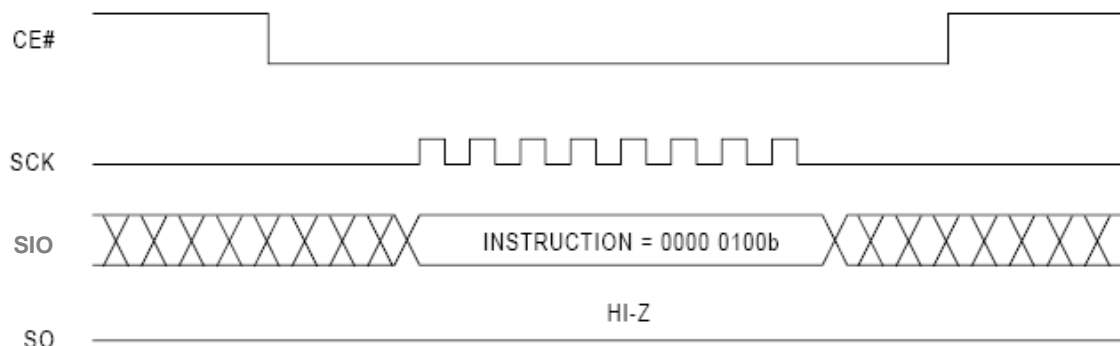 CE#
SCK
SIO
INSTRUCTION = 0000 0100b
HI-Z
SO